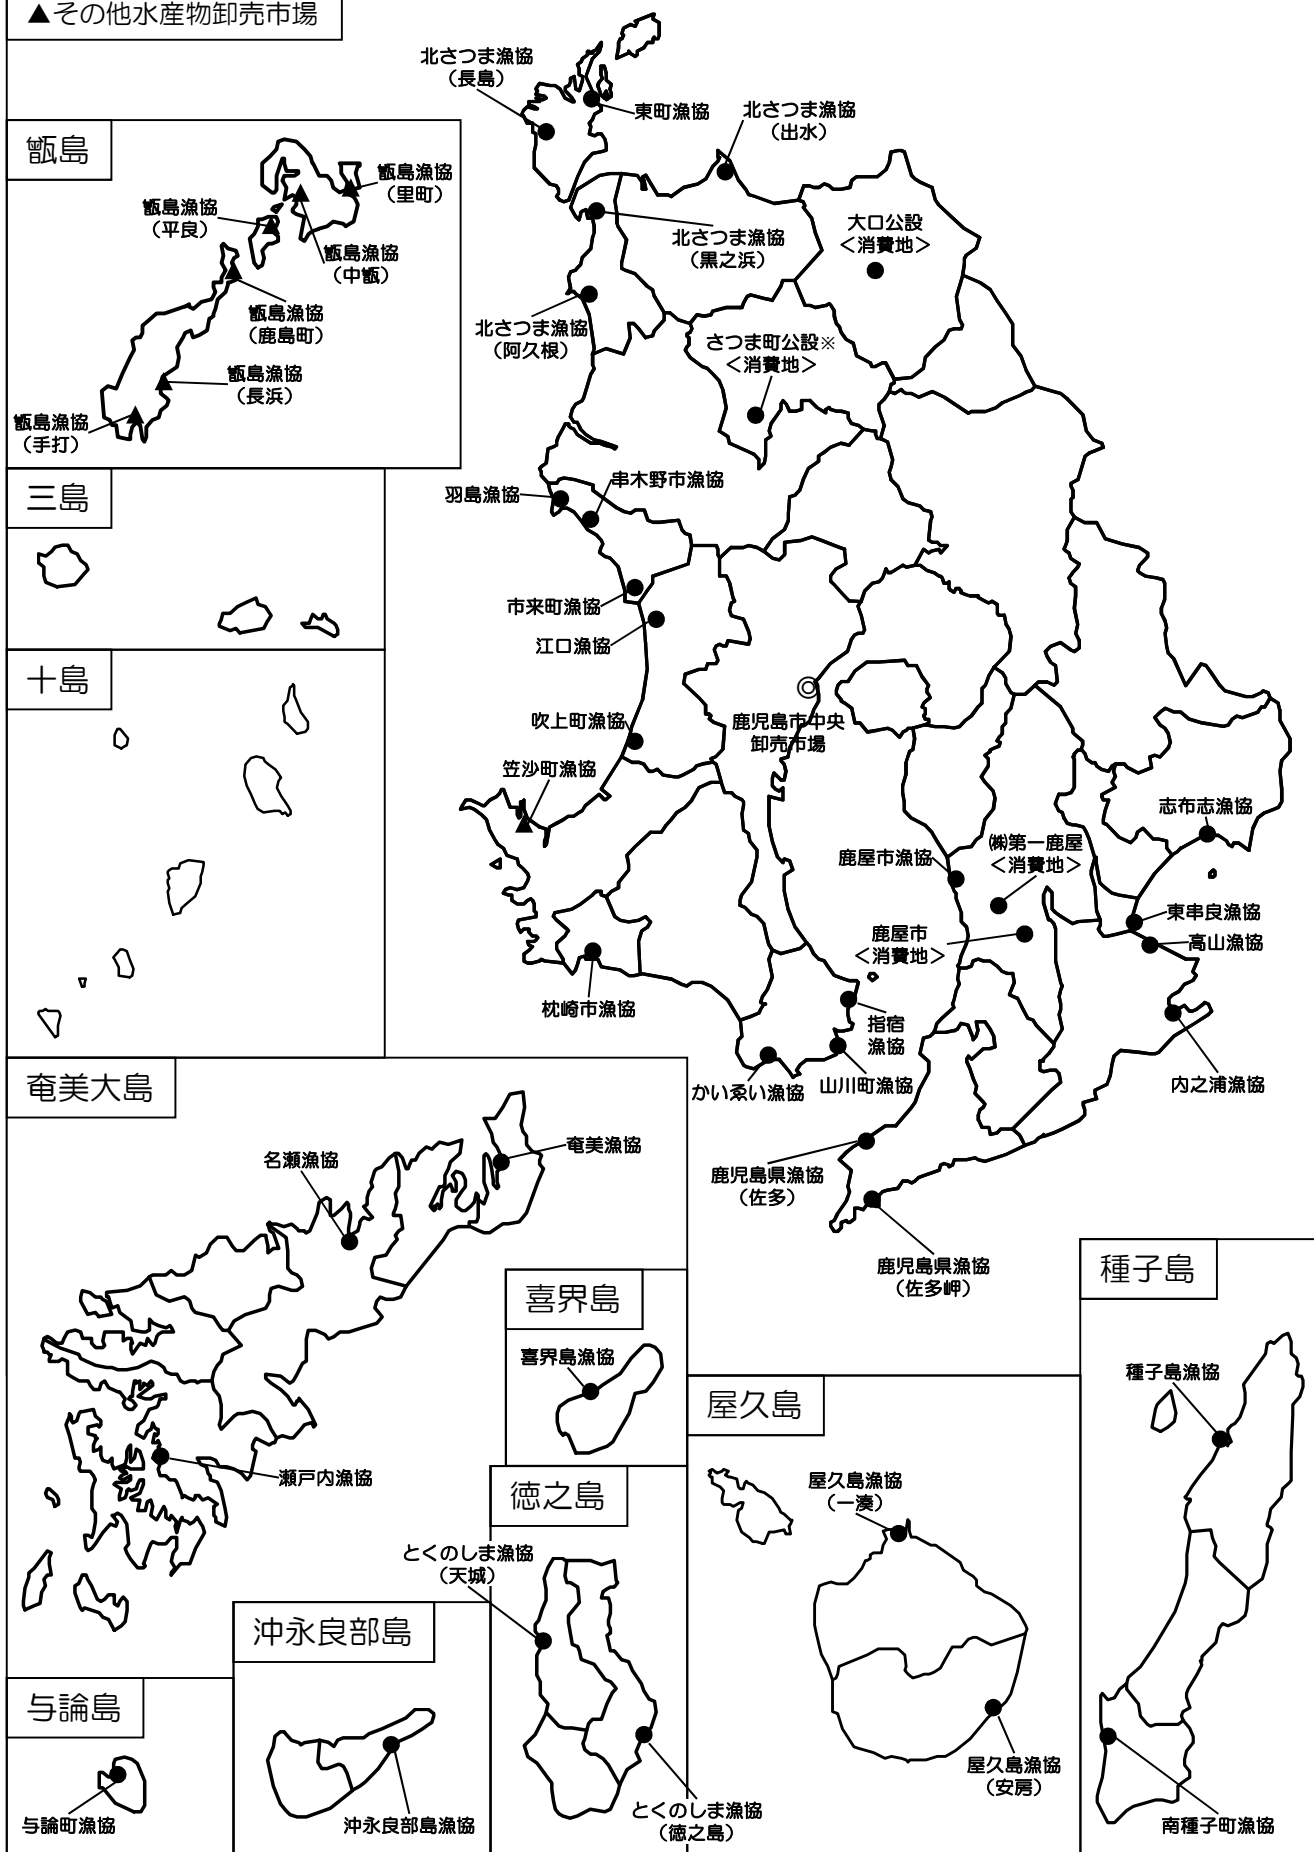 ▲その他水産物卸売市場
北さつま漁協
（長島）
東町漁協
北さつま漁協
（出水）
甑島
甑島漁協
（里町）
甑島漁協
（平良）
甑島漁協
（中甑）
甑島漁協
（鹿島町）
甑島漁協
（長浜）
甑島漁協
（手打）
北さつま漁協
（黒之浜）
大口公設
＜消費地＞
北さつま漁協
（阿久根）
さつま町公設※
＜消費地＞
三島
羽島漁協
串木野市漁協
市来町漁協
江口漁協
十島
吹上町漁協
鹿児島市中央
卸売市場
笠沙町漁協
志布志漁協
鹿屋市漁協
㈱第一鹿屋
＜消費地＞
鹿屋市
＜消費地＞
東串良漁協
高山漁協
枕崎市漁協
指宿
漁協
かいゑい漁協
山川町漁協
内之浦漁協
奄美大島
名瀬漁協
奄美漁協
鹿児島県漁協
（佐多）
鹿児島県漁協
（佐多岬）
喜界島
喜界島漁協
種子島
種子島漁協
瀬戸内漁協
屋久島
屋久島漁協
（一湊）
徳之島
とくのしま漁協
（天城）
沖永良部島
与論島
与論町漁協
沖永良部島漁協
とくのしま漁協
（徳之島）
屋久島漁協
（安房）
南種子町漁協